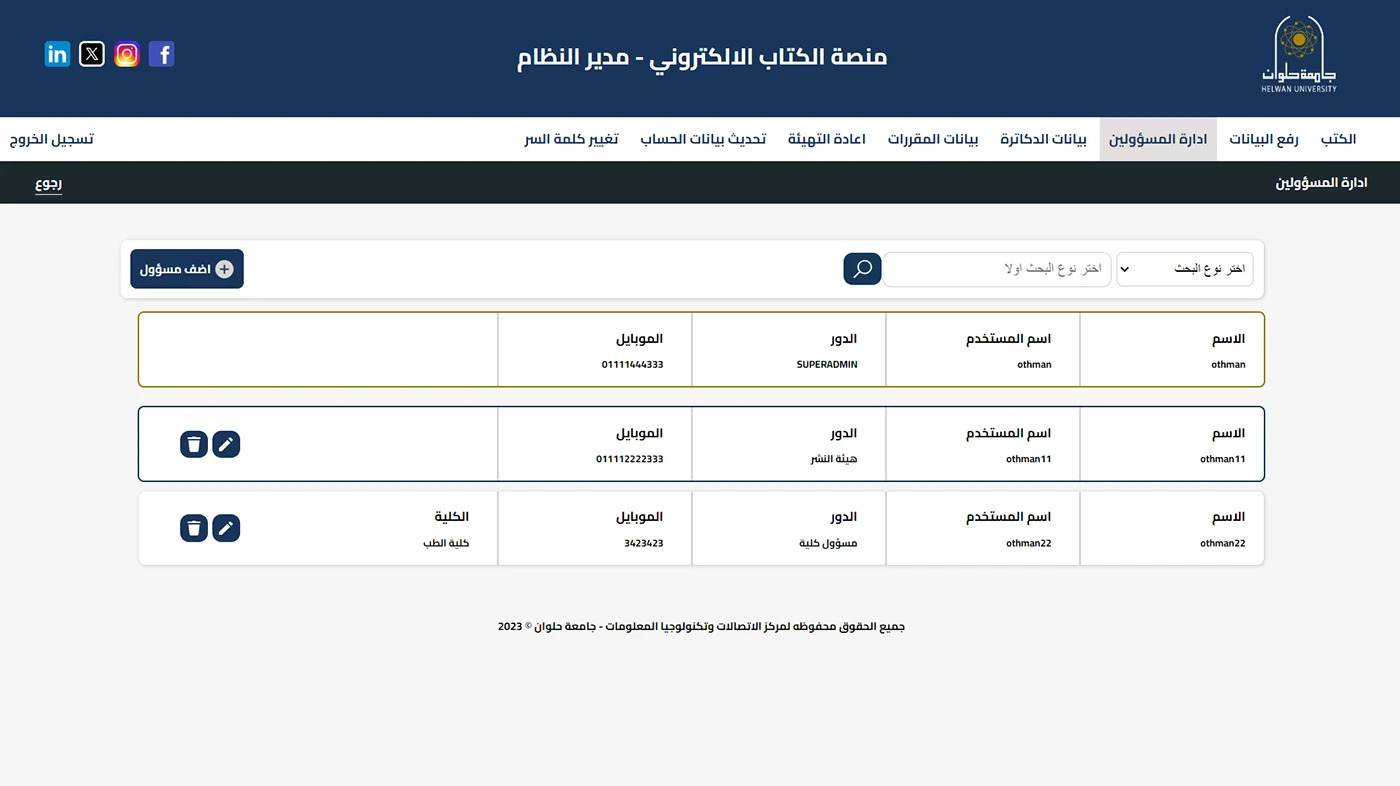 منصة الكتاب الالكتروني - مدير النظام
جامعة حلوان
HELWAN UNIVERSITY
الكتب
رفع البيانات
ادارة المسؤولين
بيانات الدكاترة
بيانات المقررات
اعادة التهيئة
تحديث بيانات الحساب
تغيير كلمة السر
تسجيل الخروج
ادارة المسؤولين
رجوع
اختر نوع البحث
اختر نوع البحث اولا
اضف مسؤول
الاسم
othman
اسم المستخدم
othman
الدور
SUPERADMIN
الموبايل
01111444333
الاسم
othman11
اسم المستخدم
othman11
الدور
هيئة النشر
الموبايل
011112222333
الاسم
othman22
اسم المستخدم
othman22
الدور
مسؤول كلية
الموبايل
3423423
الكلية
كلية الطب
جميع الحقوق محفوظه لمركز الاتصالات وتكنولوجيا المعلومات - جامعة حلوان © 2023